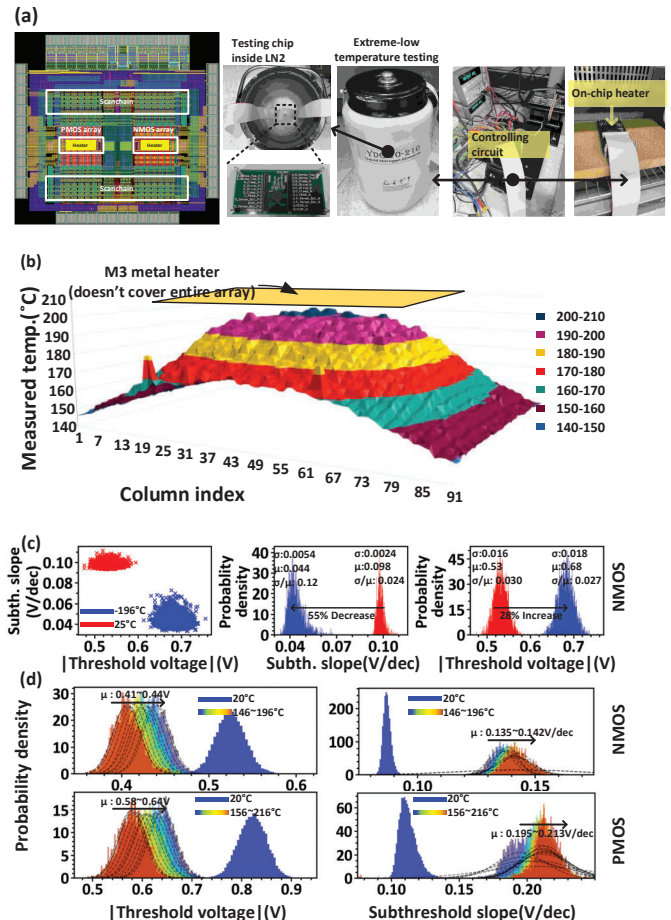 (a)
Scanchain
PMOS array
NMOS array
Heater
Heater
Scanchain
Testing chip
inside LN2
Extreme-low
temperature testing
Controlling
circuit
On-chip heater
(b)
M3 metal heater
(doesn't cover entire array)
Measured temp.(°C)
210
200
190
180
170
160
150
140
1 7 13 19 25 31 37 43 49 55 61 67 73 79 85 91
Column index
200-210
190-200
180-190
170-180
160-170
150-160
140-150
(c)
Subth. slope
(V/dec)
0.10
0.08
0.06
0.04
-196°C
25°C
0.5 0.6 0.7
|Threshold voltage|(V)
Probability
density
40
30
20
10
0
σ:0.0054
μ:0.044
σ/μ: 0.12
σ:0.0024
μ:0.098
σ/μ: 0.024
55% Decrease
0.04 0.06 0.08 0.10
Subth. slope(V/dec)
Probability
density
45
30
15
0
σ:0.016
μ:0.53
σ/μ: 0.030
σ:0.018
μ:0.68
σ/μ: 0.027
28% Increase
0.5 0.6 0.7
|Threshold voltage|(V)
NMOS
(d)
Probability density
30
20
10
0
μ : 0.41~0.44V
20°C
146~196°C
0.4 0.5 0.6
200
100
0
20°C
146~196°C
μ : 0.135~0.142V/dec
0.10 0.15
NMOS
15
10
5
0
μ : 0.58~0.64V
20°C
156~216°C
0.5 0.6 0.7 0.8 0.9
|Threshold voltage|(V)
60
40
20
0
20°C
156~216°C
μ : 0.195~0.213V/dec
0.10 0.15 0.20
Subthreshold slope(V/dec)
PMOS